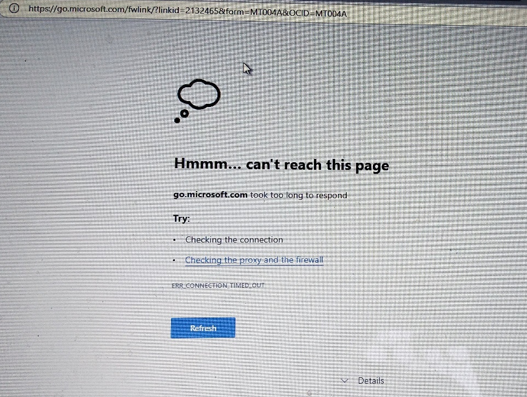 https://go.microsoft.com/fwlink/?linkid=2132465&form=MT004A&OCID=MT004A
Hmmm... can't reach this page
go.microsoft.com took too long to respond
Try:
• Checking the connection
• Checking the proxy and the firewall
ERR_CONNECTION_TIMED_OUT
Refresh
Details